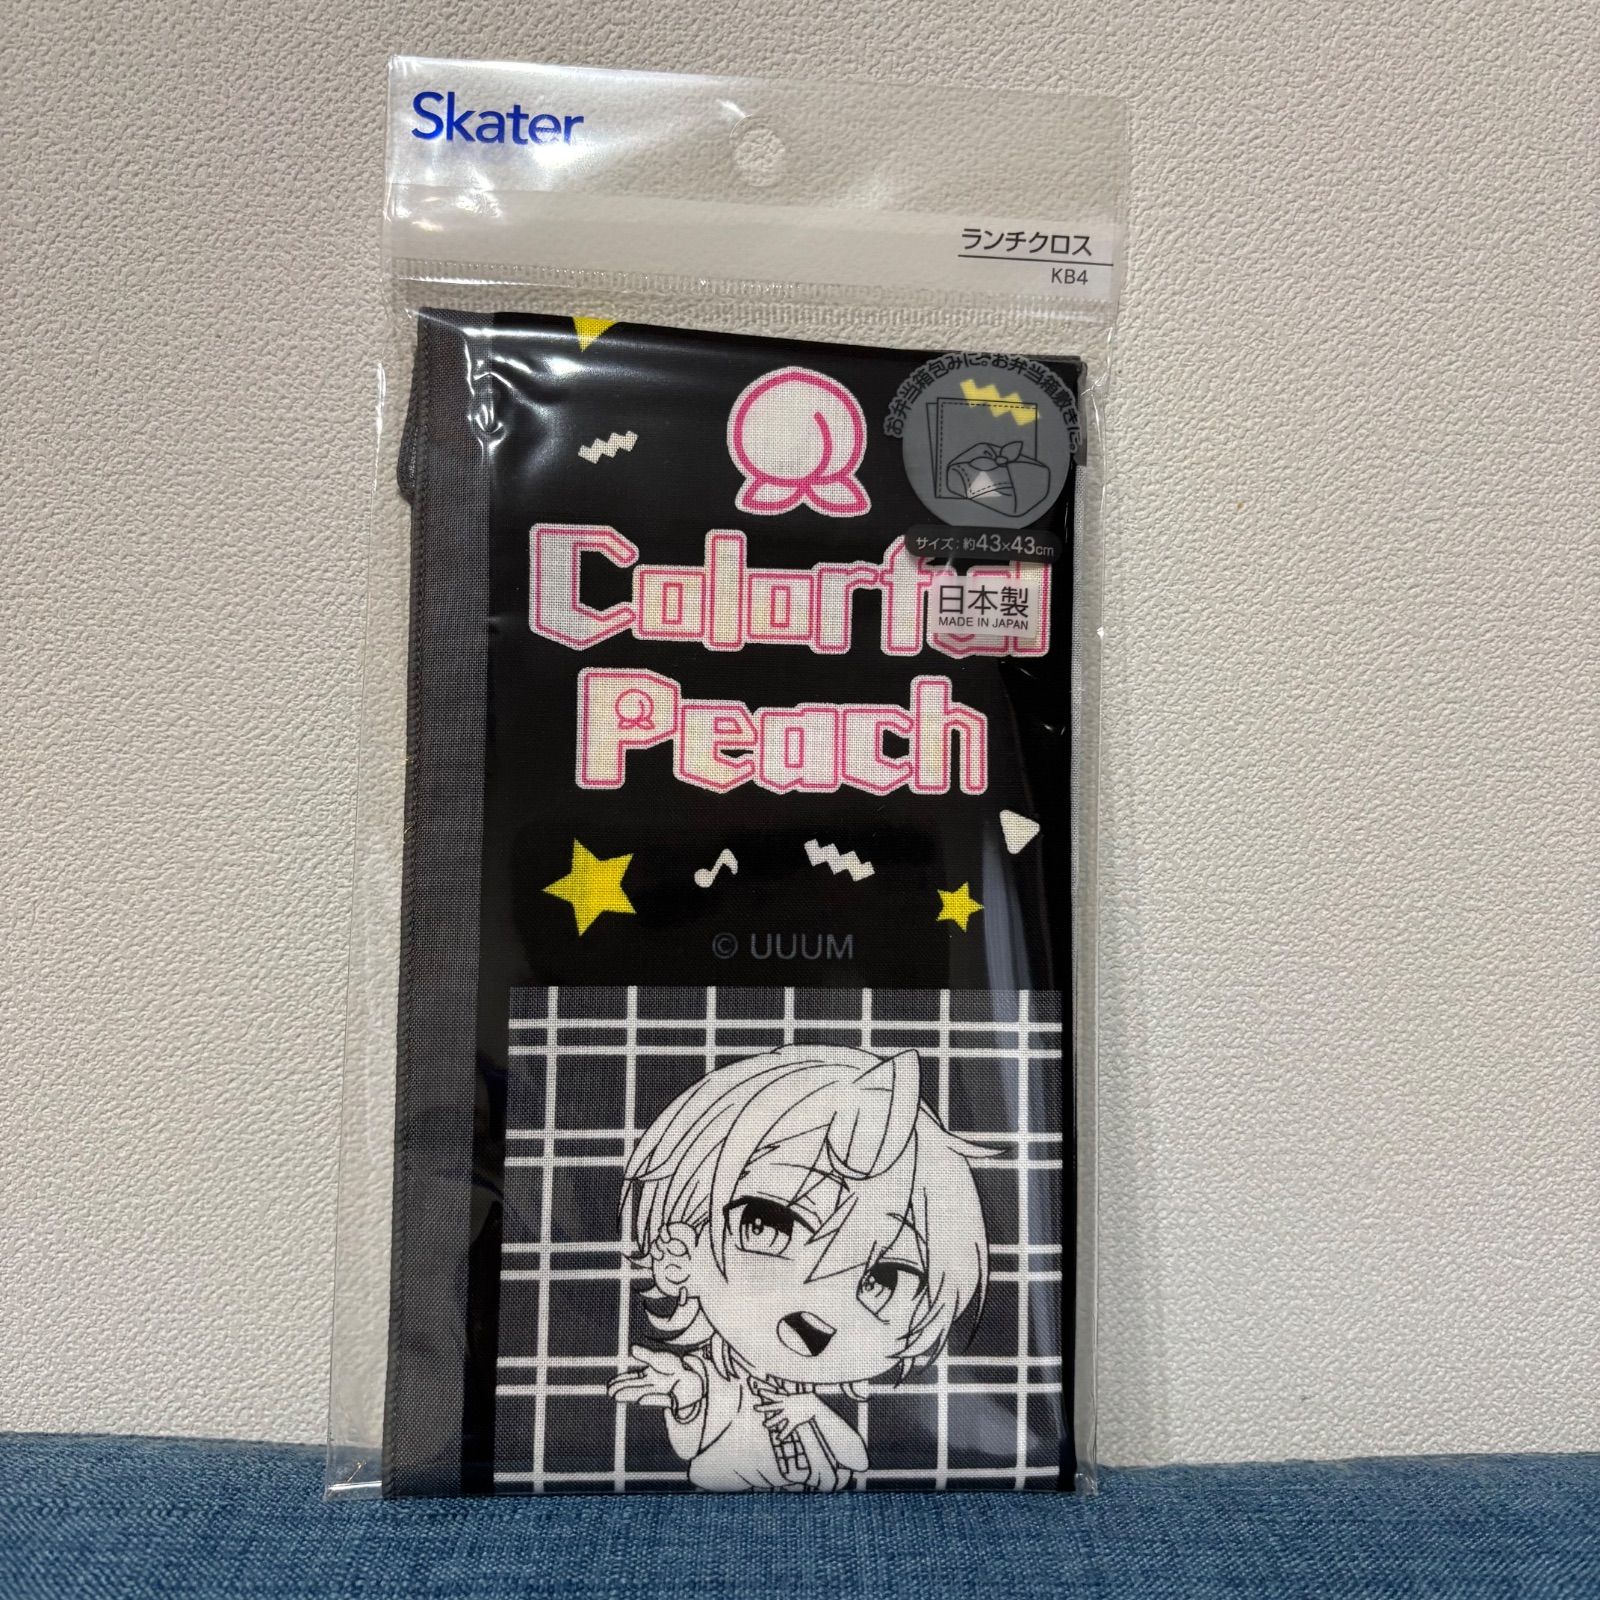 Skater
ランチクロス
KB4
お弁当箱包みに。お弁当箱敷きに。
サイズ：約43×43cm
日本製
MADE IN JAPAN
Colorful
Peach
© UUUM